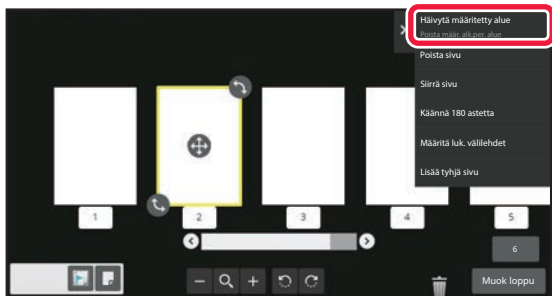 Häivytä määritetty alue
Poista määr. alk.per. alue
Poista sivu
Siirrä sivu
Käännä 180 astetta
Määritä luk. välilehdet
Lisää tyhjä sivu
1
2
3
4
5
6
Muok loppu